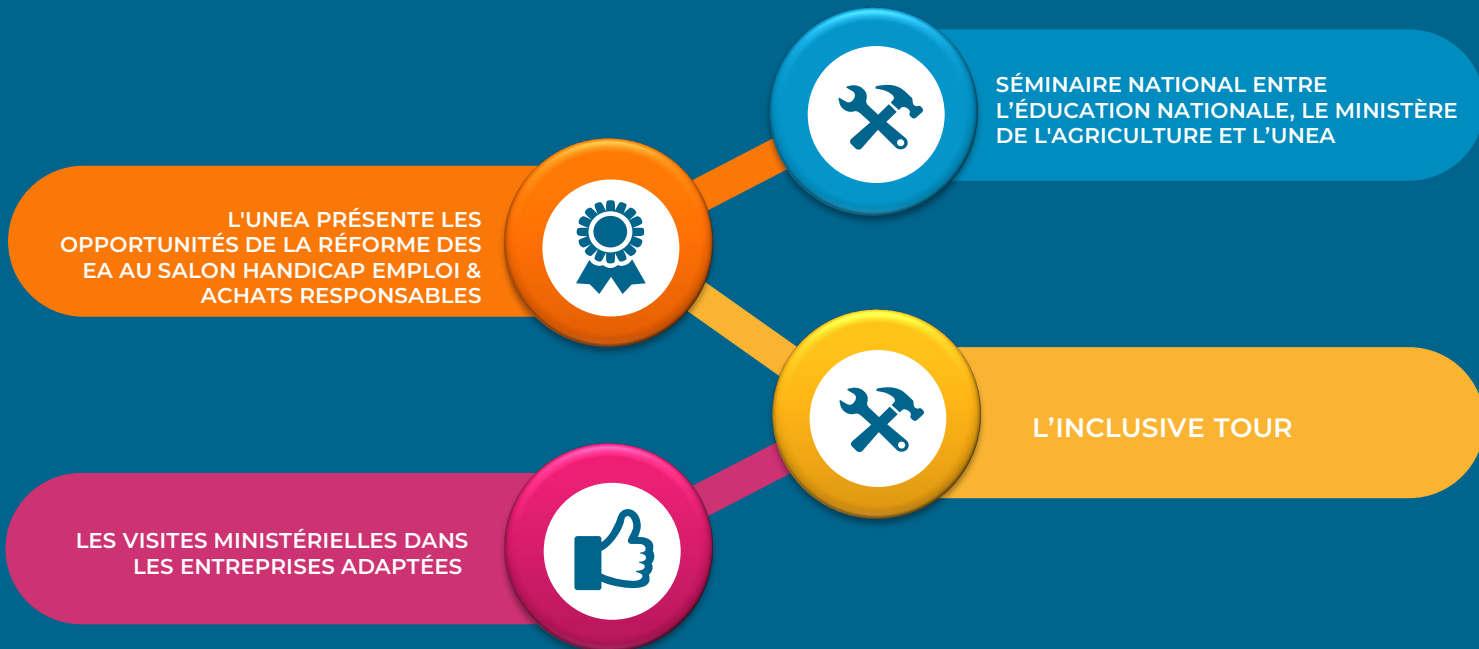 SÉMINAIRE NATIONAL ENTRE
L’ÉDUCATION NATIONALE, LE MINISTÈRE
DE L'AGRICULTURE ET L’UNEA
L'UNEA PRÉSENTE LES
OPPORTUNITÉS DE LA RÉFORME DES
EA AU SALON HANDICAP EMPLOI &
ACHATS RESPONSABLES
L’INCLUSIVE TOUR
LES VISITES MINISTÉRIELLES DANS
LES ENTREPRISES ADAPTÉES